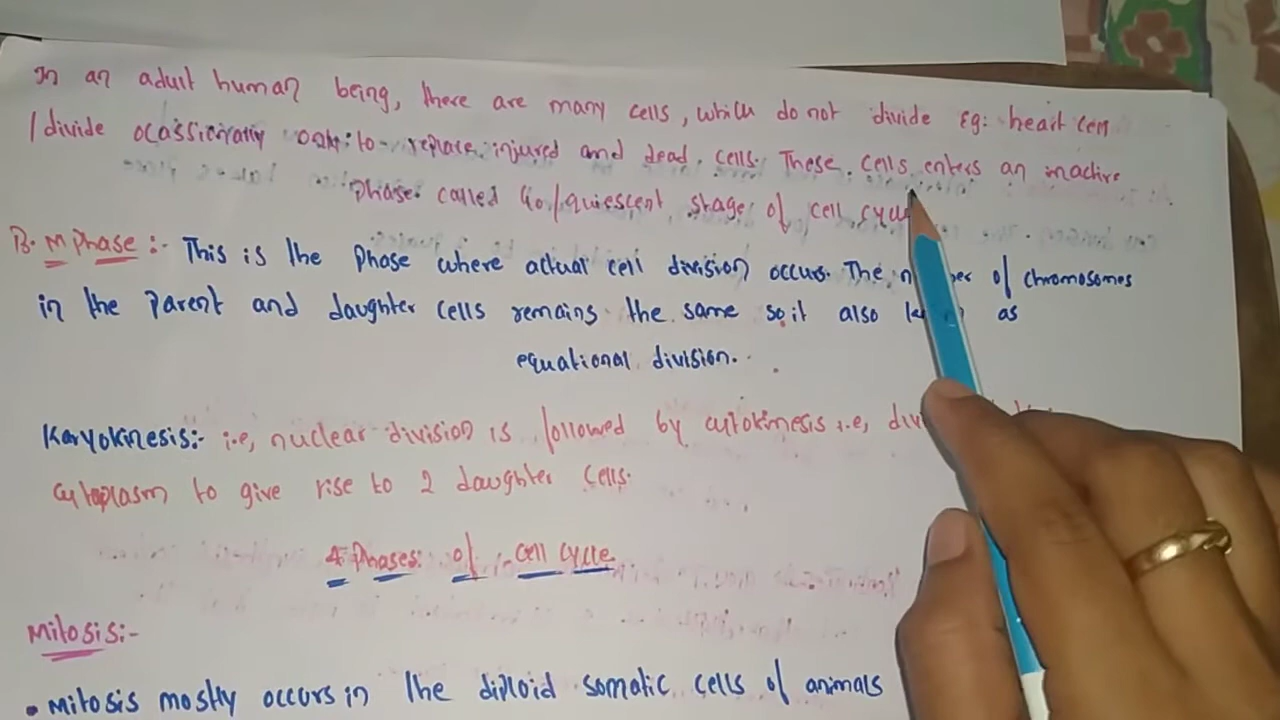 In an adult human being, there are many cells, which do not divide eg: heart cell
/divide ocassionally only to replace injured and dead cells. These cells enters an inactive
phase called G0/quiescent stage of cell cycle
B. M Phase:- This is the phase where actual cell division occurs. The of chromosomes
in the parent and daughter cells remains the same so it also as
equational division.
Karyokinesis:- i.e, nuclear division is followed by cytokinesis i.e,
cytoplasm to give rise to 2 daughter cells.
4 Phases of cell cycle
Mitosis:-
• Mitosis mostly occurs in the diploid somatic cells of animals